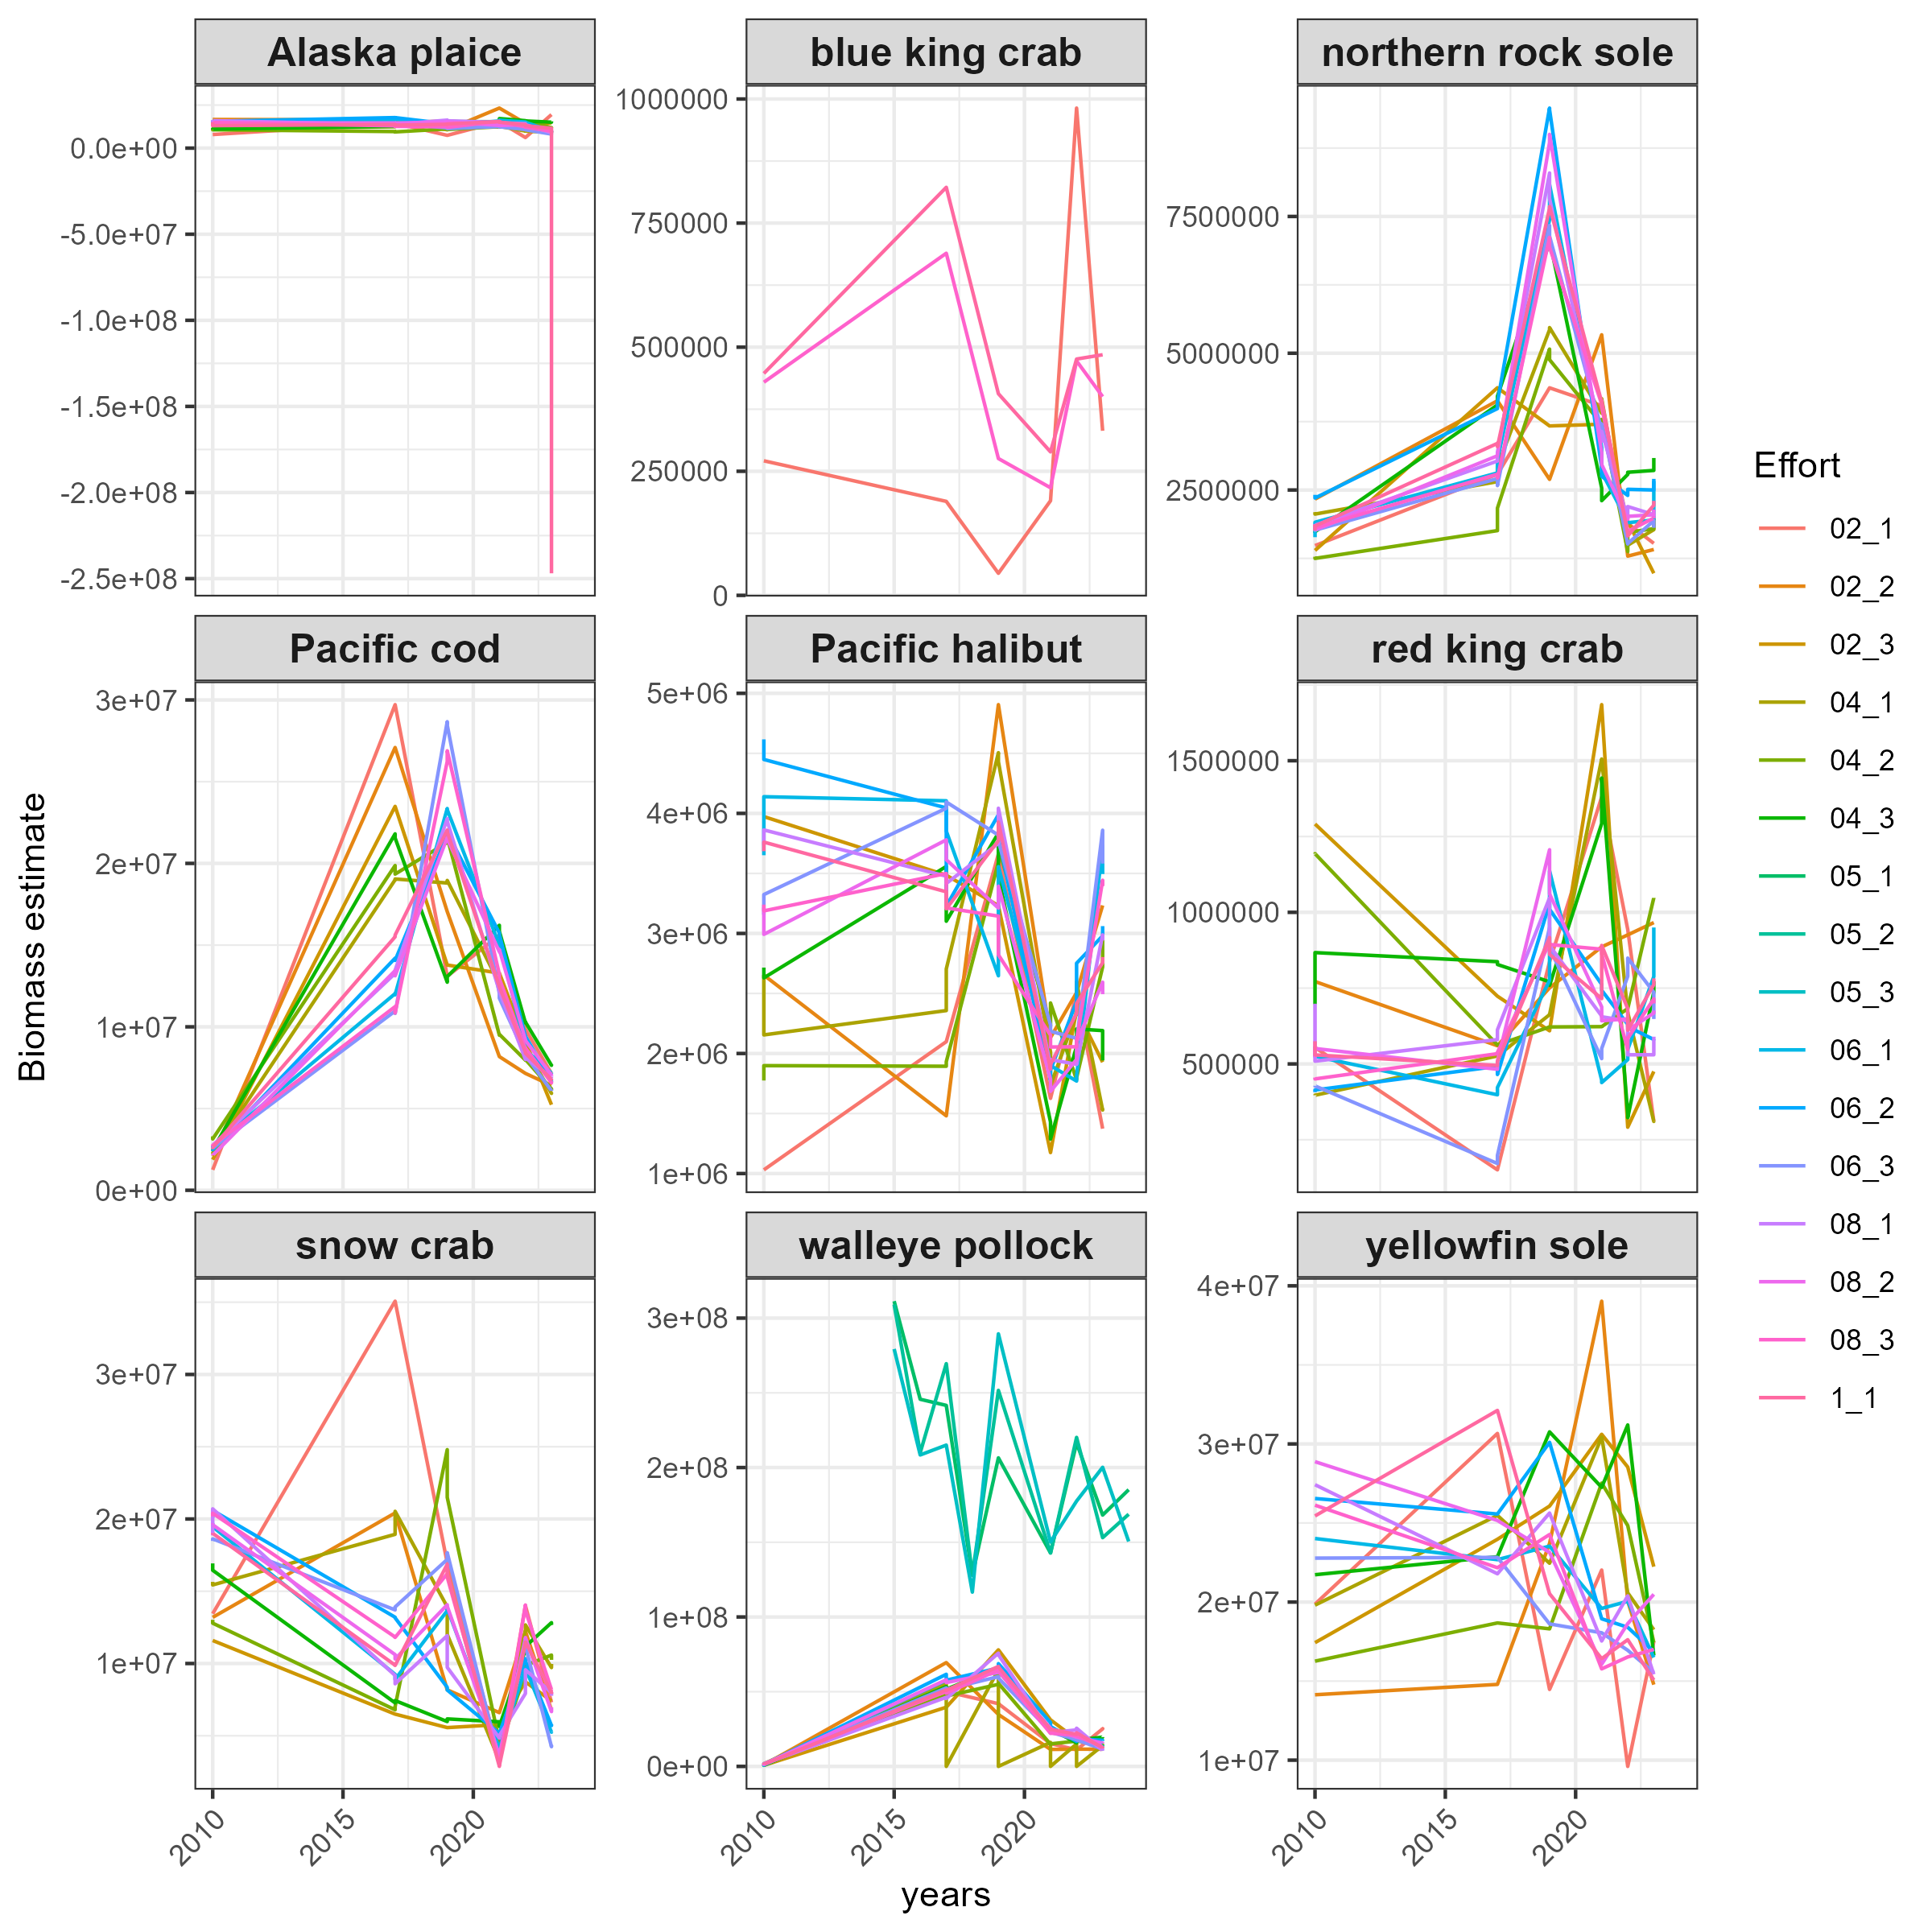 Alaska plaice
blue king crab
northern rock sole
0.0e+00
-5.0e+07
-1.0e+08
-1.5e+08
-2.0e+08
-2.5e+08
1000000
750000
500000
250000
0
7500000
5000000
2500000
Pacific cod
Pacific halibut
red king crab
3e+07
2e+07
1e+07
0e+00
5e+06
4e+06
3e+06
2e+06
1e+06
1500000
1000000
500000
snow crab
walleye pollock
yellowfin sole
3e+07
2e+07
1e+07
3e+08
2e+08
1e+08
0e+00
4e+07
3e+07
2e+07
1e+07
2010
2015
2020
2010
2015
2020
2010
2015
2020
years
Biomass estimate
Effort
02_1
02_2
02_3
04_1
04_2
04_3
05_1
05_2
05_3
06_1
06_2
06_3
08_1
08_2
08_3
1_1